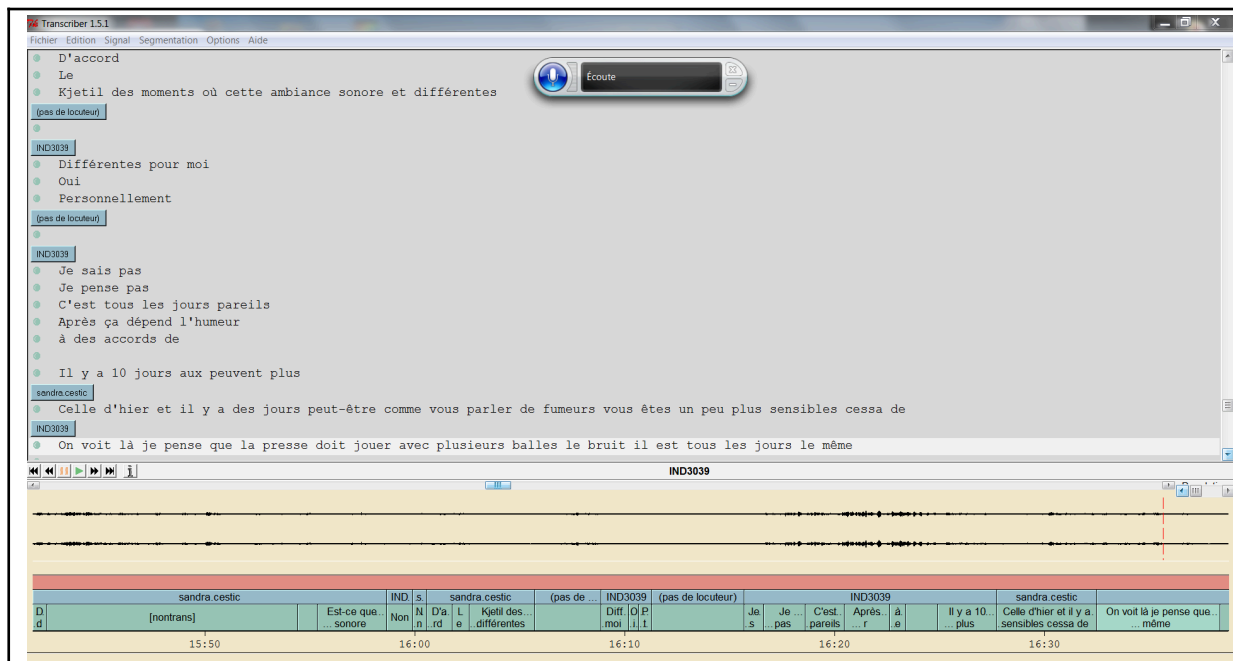 Transcriber 1.5.1
Fichier Edition Signal Segmentation Options Aide
D'accord
Le
Kjetil des moments où cette ambiance sonore et différentes
Écoute
(pas de locuteur)
IND3039
Différentes pour moi
Oui
Personnellement
(pas de locuteur)
IND3039
Je sais pas
Je pense pas
C'est tous les jours pareils
Après ça dépend l'humeur
à des accords de
Il y a 10 jours aux peuvent plus
sandra.cestic
Celle d'hier et il y a des jours peut-être comme vous parler de fumeurs vous êtes un peu plus sensibles cessa de
IND3039
On voit là je pense que la presse doit jouer avec plusieurs balles le bruit il est tous les jours le même
IND3039
sandra.cestic IND. .s. sandra.cestic (pas de ... IND3039 (pas de locuteur) IND3039 sandra.cestic
D [nontrans] Est-ce que... Non N D'a. L Kjetil des... Diff. O P Je Je ... C'est.. Après.. à. Il y a 10... Celle d'hier et il y a. On voit là je pense que...
.d ... sonore .n ..rd e ..différentes .moi .i. .t .s ...pas .pareils ... r .e ... plus .sensibles cessa de ... même
15:50 16:00 16:10 16:20 16:30